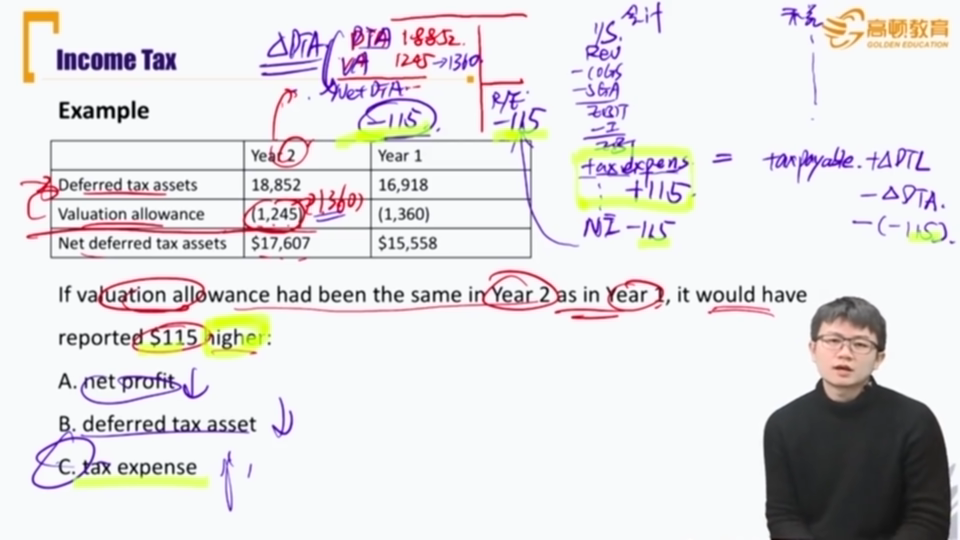 Income Tax
高顿教育
GOLDEN EDUCATION
ΔDTA
DTA 18852
VA 1245→1360
Net DTA
-115
R/E
-115
I/S
会计
Rev
-COGS
-SGA
EBIT
-I
EBT
tax expens = tax payable + ΔDTL
+115
- ΔDTA.
NI -115
-(-115).
Example
Year 2 Year 1
Deferred tax assets 18,852 16,918
Valuation allowance (1,245) (1360) (1,360)
Net deferred tax assets $17,607 $15,558
If valuation allowance had been the same in Year 2 as in Year 1, it would have
reported $115 higher:
A. net profit ↓
B. deferred tax asset ↓
C. tax expense ↑